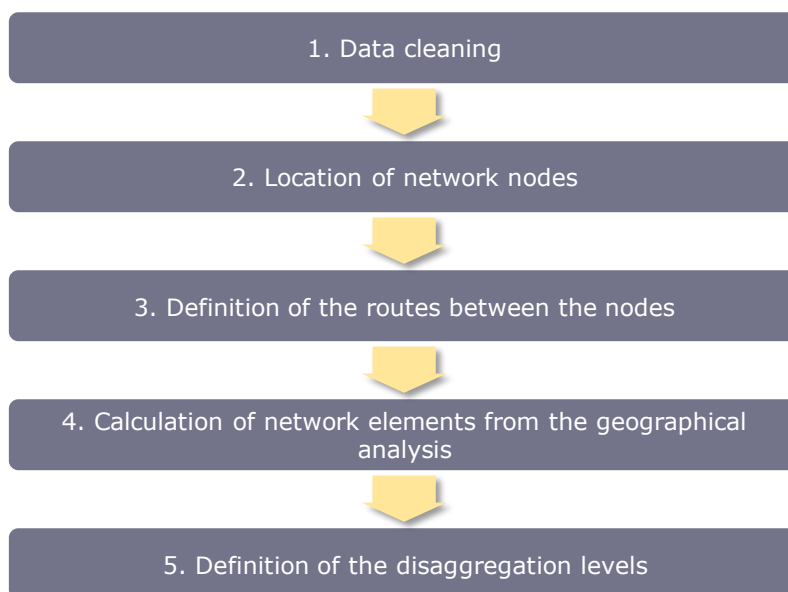 1. Data cleaning
2. Location of network nodes
3. Definition of the routes between the nodes
4. Calculation of network elements from the geographical
analysis
5. Definition of the disaggregation levels